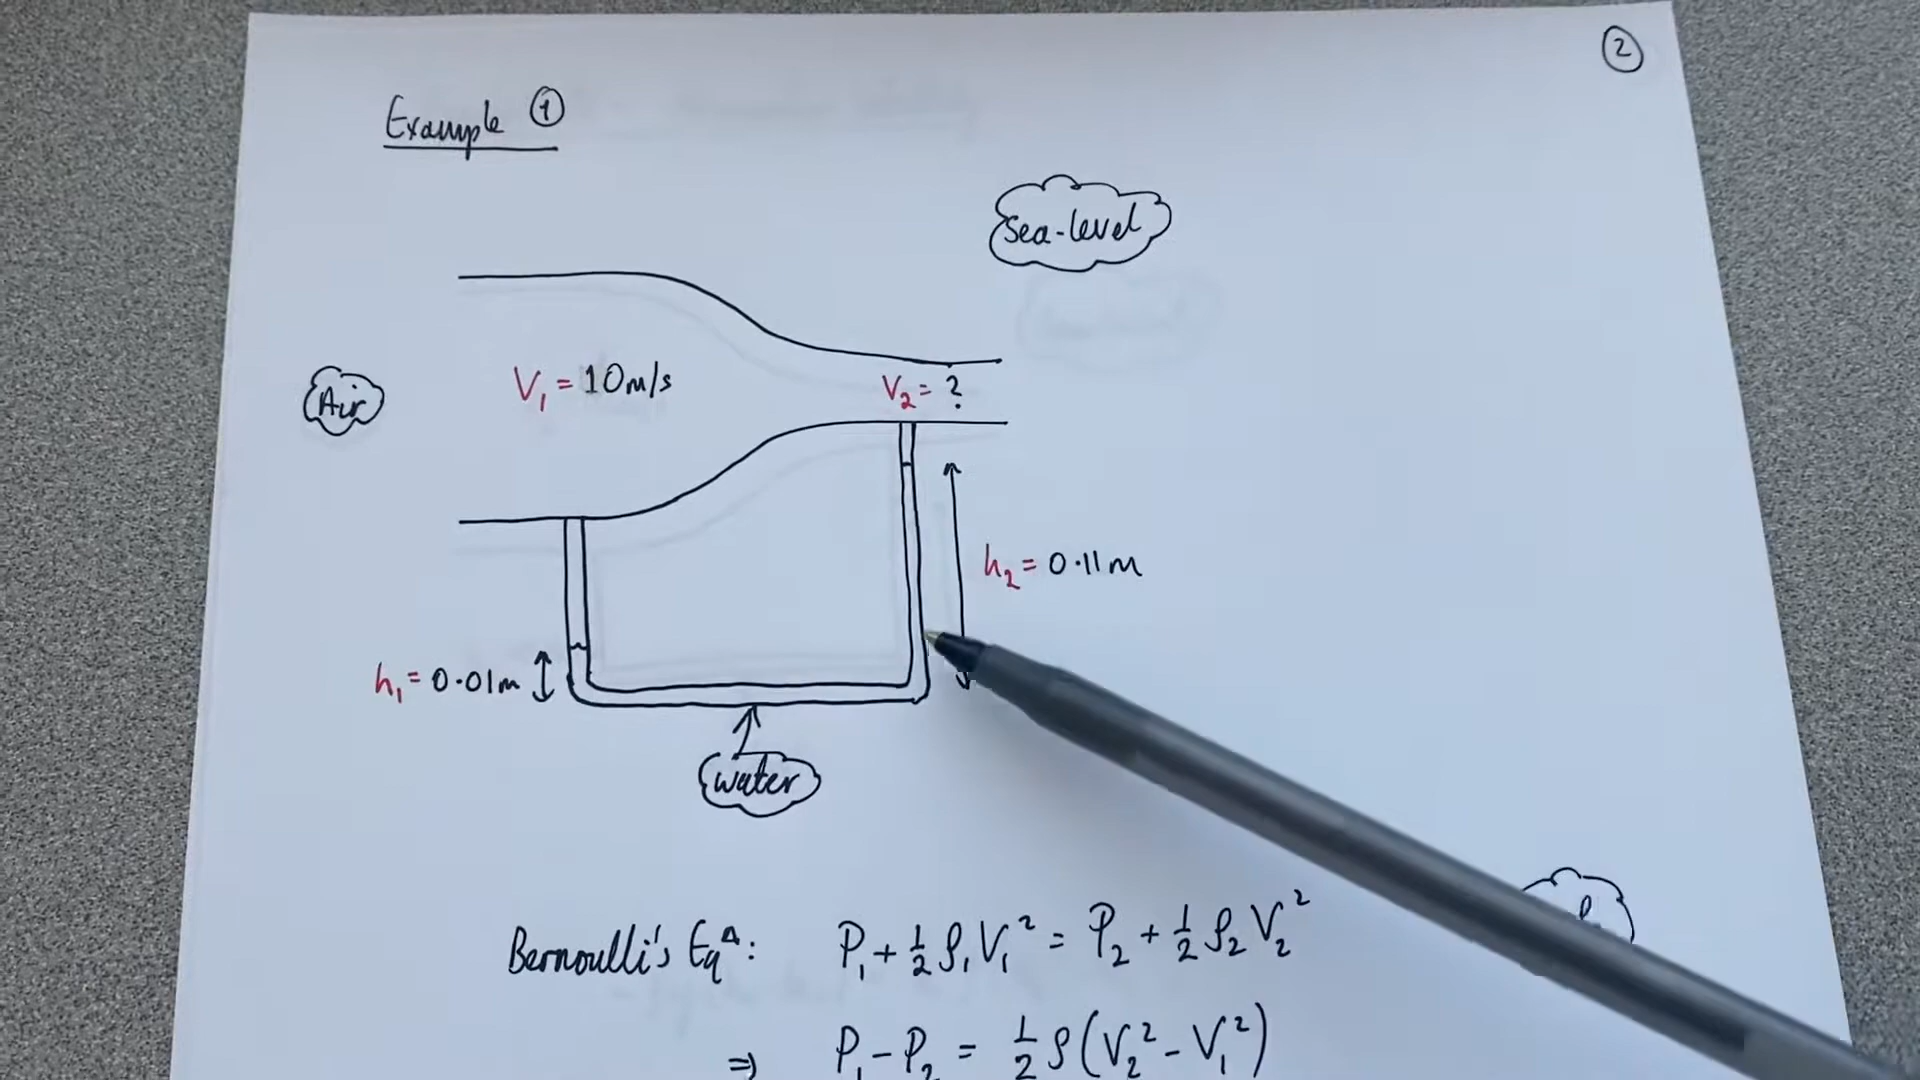 ②
Example ①
Sea-level
Air
V₁ = 10m/s
V₂ = ?
h₂ = 0.11m
h₁ = 0.01m
water
Bernoulli's Eqⁿ: P₁ + ½ρ₁V₁² = P₂ + ½ρ₂V₂²
⇒ P₁ - P₂ = ½ρ(V₂² - V₁²)